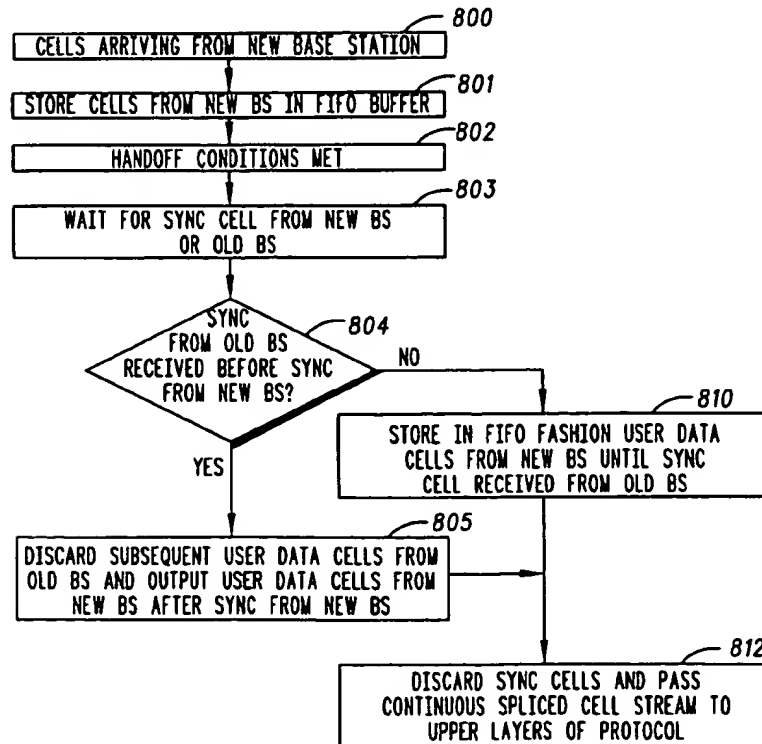 800
CELLS ARRIVING FROM NEW BASE STATION
801
STORE CELLS FROM NEW BS IN FIFO BUFFER
802
HANDOFF CONDITIONS MET
803
WAIT FOR SYNC CELL FROM NEW BS
OR OLD BS
804
SYNC
FROM OLD BS
RECEIVED BEFORE SYNC
FROM NEW BS?
NO
YES
810
STORE IN FIFO FASHION USER DATA
CELLS FROM NEW BS UNTIL SYNC
CELL RECEIVED FROM OLD BS
805
DISCARD SUBSEQUENT USER DATA CELLS FROM
OLD BS AND OUTPUT USER DATA CELLS FROM
NEW BS AFTER SYNC FROM NEW BS
812
DISCARD SYNC CELLS AND PASS
CONTINUOUS SPLICED CELL STREAM TO
UPPER LAYERS OF PROTOCOL